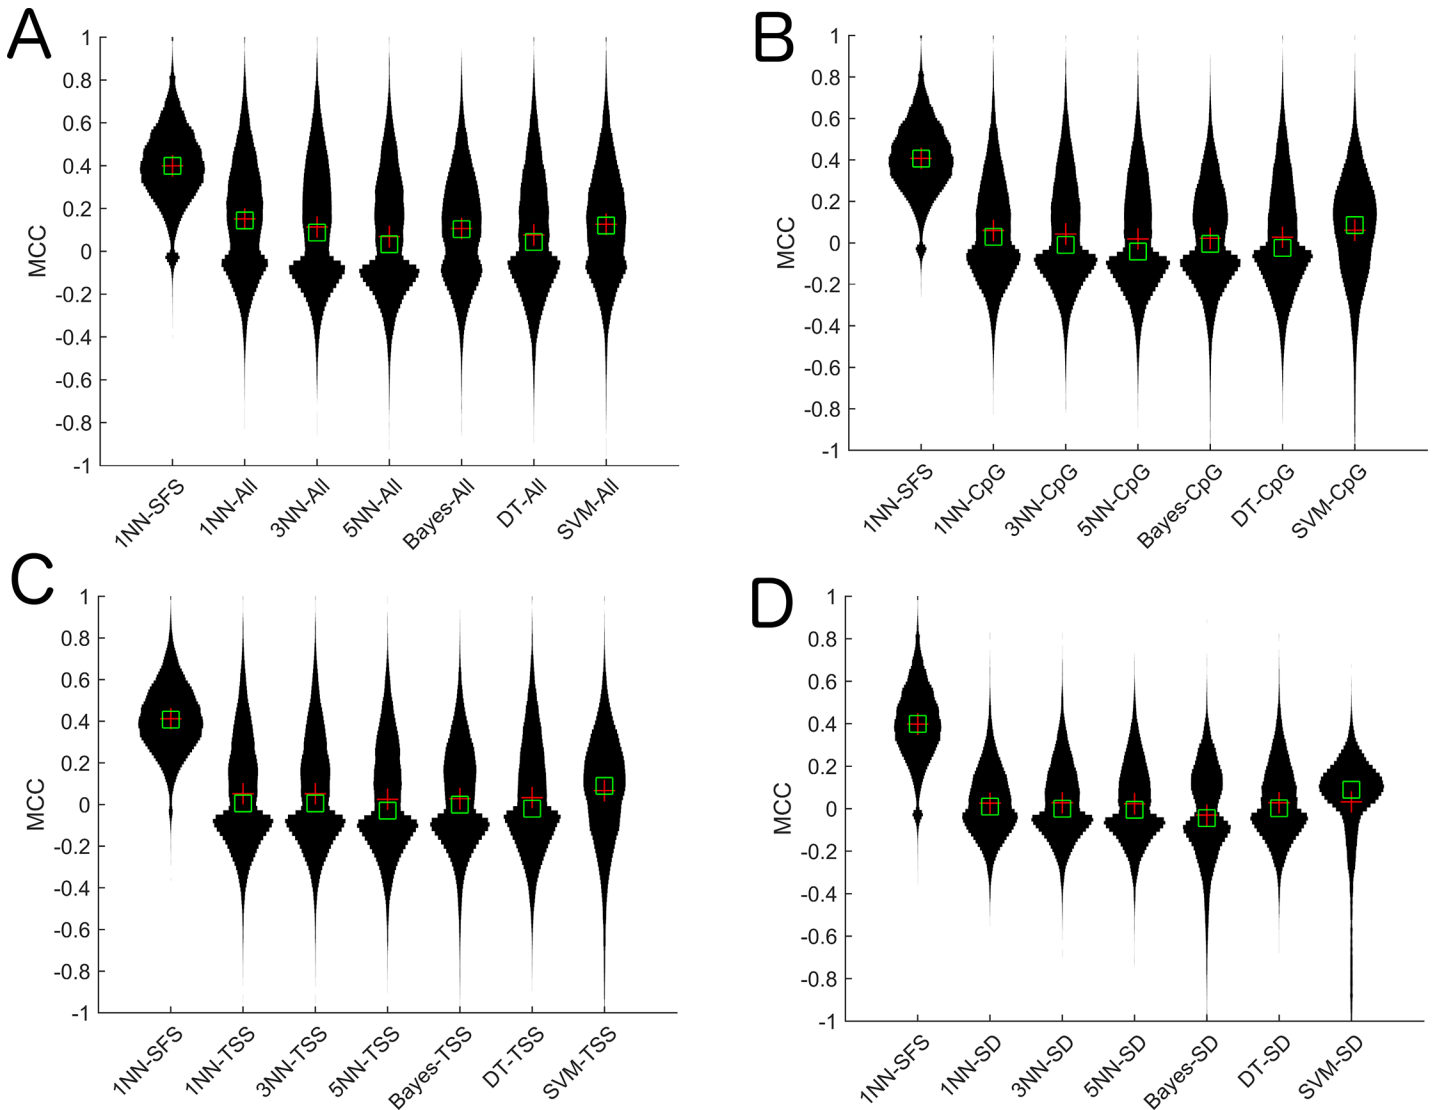 A
1
0.8
0.6
0.4
0.2
0
-0.2
-0.4
-0.6
-0.8
-1
MCC
1NN-SFS
1NN-All
3NN-All
5NN-All
Bayes-All
DT-All
SVM-All
B
1
0.8
0.6
0.4
0.2
0
-0.2
-0.4
-0.6
-0.8
-1
MCC
1NN-SFS
1NN-CpG
3NN-CpG
5NN-CpG
Bayes-CpG
DT-CpG
SVM-CpG
C
1
0.8
0.6
0.4
0.2
0
-0.2
-0.4
-0.6
-0.8
-1
MCC
1NN-SFS
1NN-TSS
3NN-TSS
5NN-TSS
Bayes-TSS
DT-TSS
SVM-TSS
D
1
0.8
0.6
0.4
0.2
0
-0.2
-0.4
-0.6
-0.8
-1
MCC
1NN-SFS
1NN-SD
3NN-SD
5NN-SD
Bayes-SD
DT-SD
SVM-SD